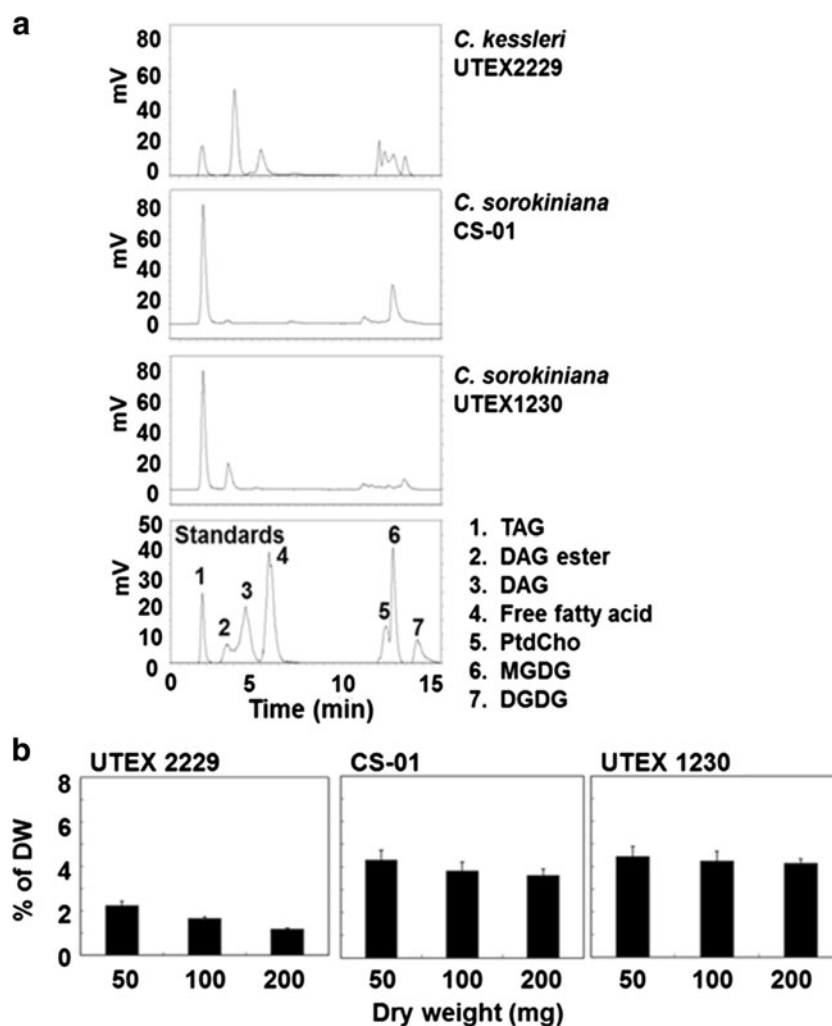 a
80
60
40
20
0
mV
C. kessleri
UTEX2229
80
60
40
20
0
mV
C. sorokiniana
CS-01
80
60
40
20
0
mV
C. sorokiniana
UTEX1230
50
40
30
20
10
0
mV
Standards
1
2
3
4
5
6
7
0 5 10 15
Time (min)
1. TAG
2. DAG ester
3. DAG
4. Free fatty acid
5. PtdCho
6. MGDG
7. DGDG
b
UTEX 2229 CS-01 UTEX 1230
8
6
4
2
0
% of DW
50 100 200 50 100 200 50 100 200
Dry weight (mg)